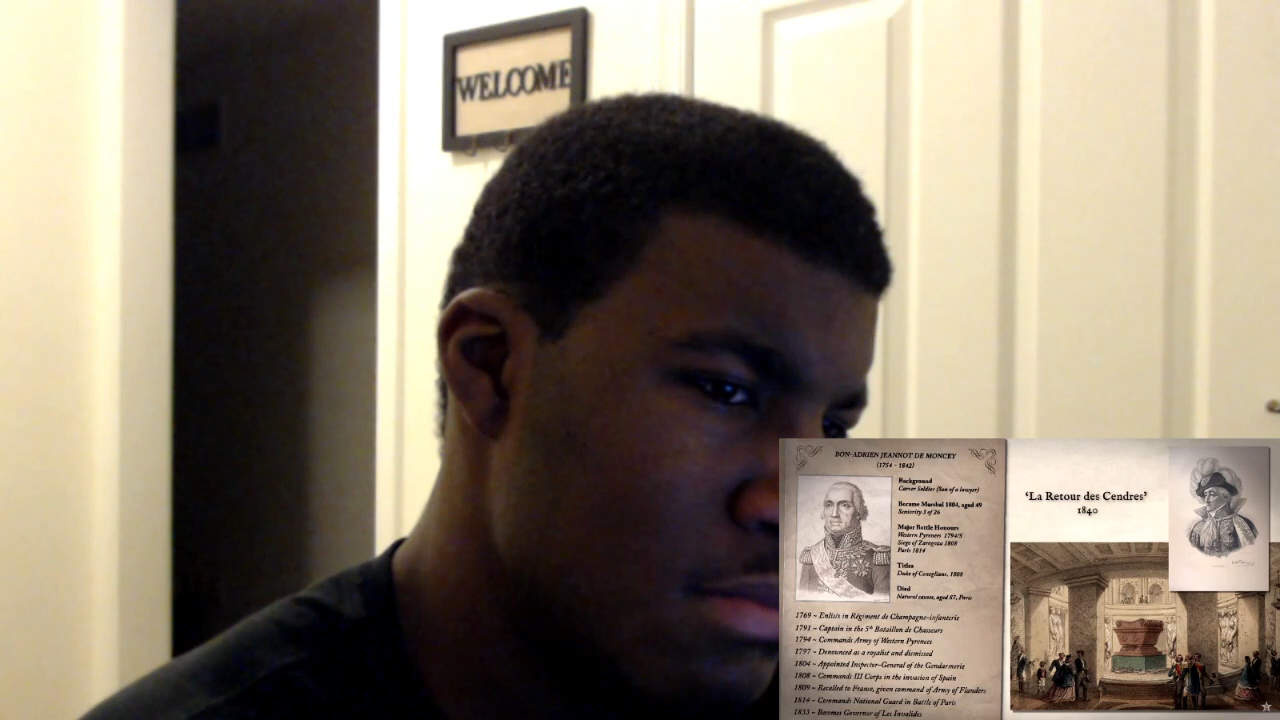 WELCOME
BON-ADRIEN JEANNOT DE MONCEY
(1754 - 1842)
Background
Career Soldier (Son of a lawyer)
Became Marshal 1804, aged 49
Seniority 3 of 26
Major Battle Honours
Western Pyrenees 1794/5
Siege of Zaragoza 1808
Paris 1814
Titles
Duke of Conegliano, 1808
Died
Natural causes, aged 87, Paris
1769 ~ Enlists in Régiment de Champagne-infanterie
1791 ~ Captain in the 5th Bataillon de Chasseurs
1794 ~ Commands Army of Western Pyrenees
1797 ~ Denounced as a royalist and dismissed
1804 ~ Appointed Inspector-General of the Gendarmerie
1808 ~ Commands III Corps in the invasion of Spain
1809 ~ Recalled to France, given command of Army of Flanders
1814 ~ Commands National Guard in Battle of Paris
1833 ~ Becomes Governor of Les Invalides
'La Retour des Cendres'
1840